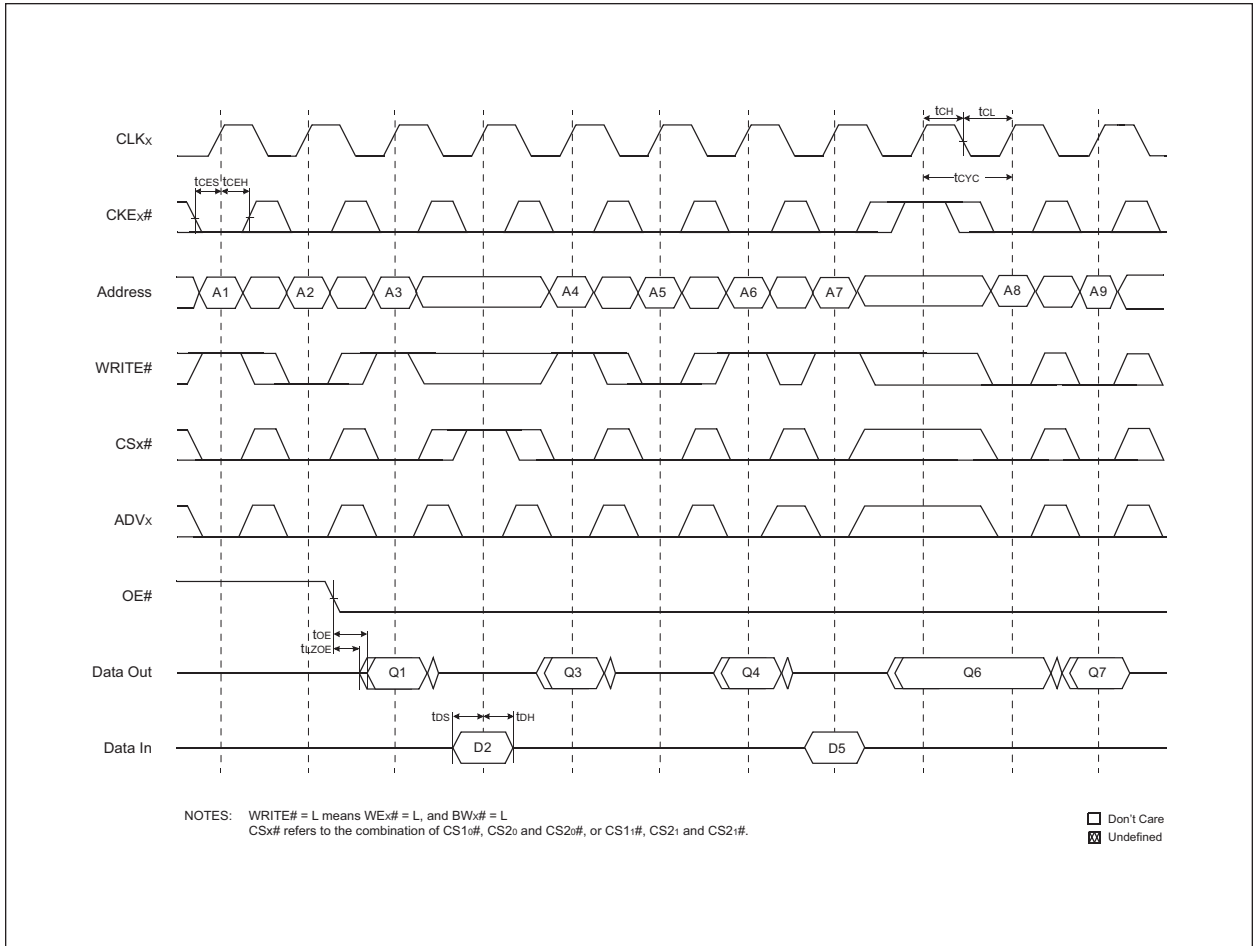 tCH tCL
CLKX
tCYC
tCES tCEH
CKEX#
Address A1 A2 A3 A4 A5 A6 A7 A8 A9
WRITE#
CSX#
ADVX
OE#
tOE
tLZOE
Data Out Q1 Q3 Q4 Q6 Q7
tDS tDH
Data In D2 D5
NOTES: WRITE# = L means WEX# = L, and BWX# = L
CSX# refers to the combination of CS10#, CS20 and CS20#, or CS11#, CS21 and CS21#.
Don't Care
Undefined